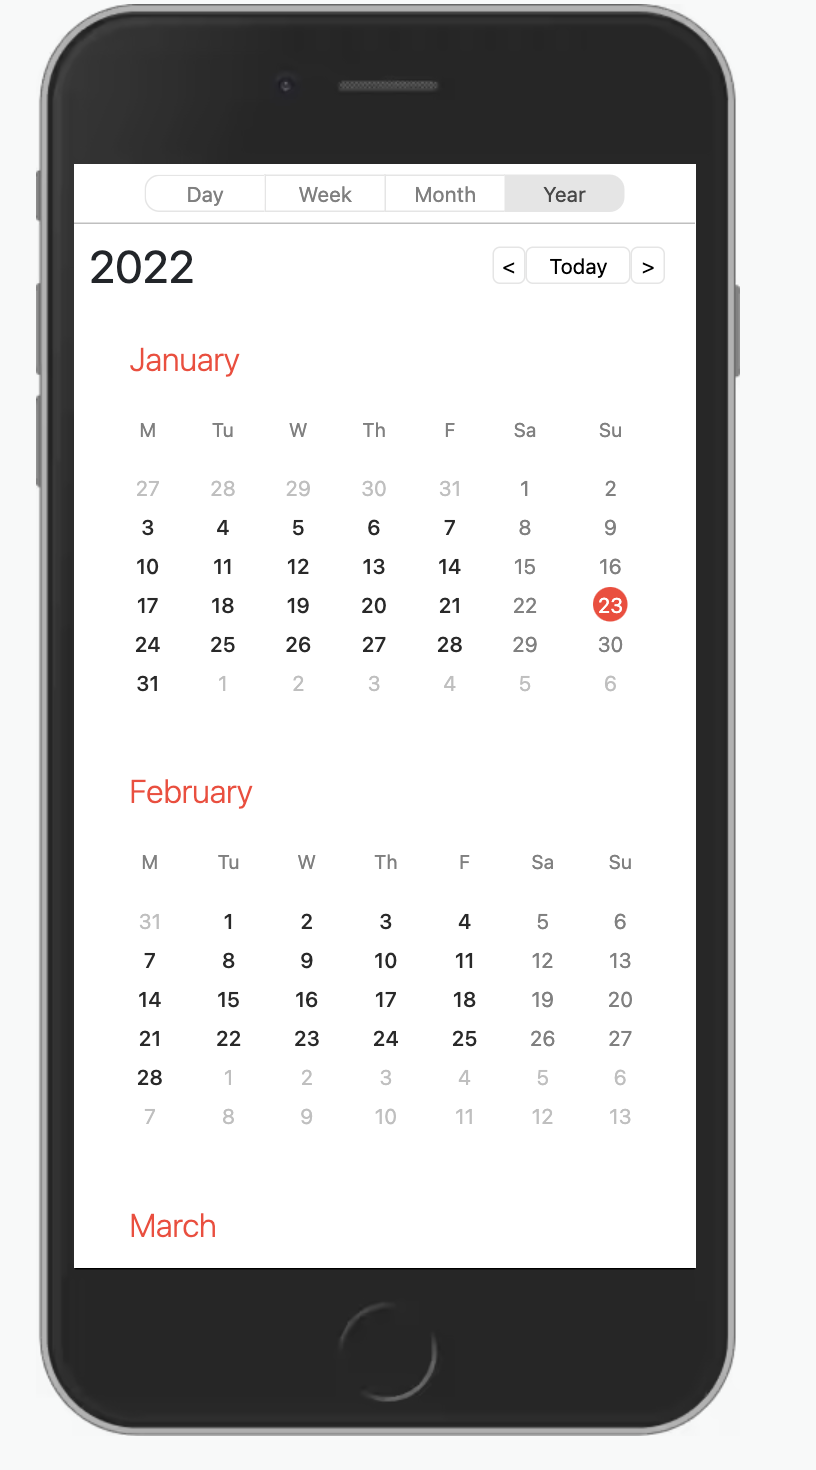 Day Week Month Year
2022 < Today >
January
M Tu W Th F Sa Su
27 28 29 30 31 1 2
3 4 5 6 7 8 9
10 11 12 13 14 15 16
17 18 19 20 21 22 23
24 25 26 27 28 29 30
31 1 2 3 4 5 6
February
M Tu W Th F Sa Su
31 1 2 3 4 5 6
7 8 9 10 11 12 13
14 15 16 17 18 19 20
21 22 23 24 25 26 27
28 1 2 3 4 5 6
7 8 9 10 11 12 13
March